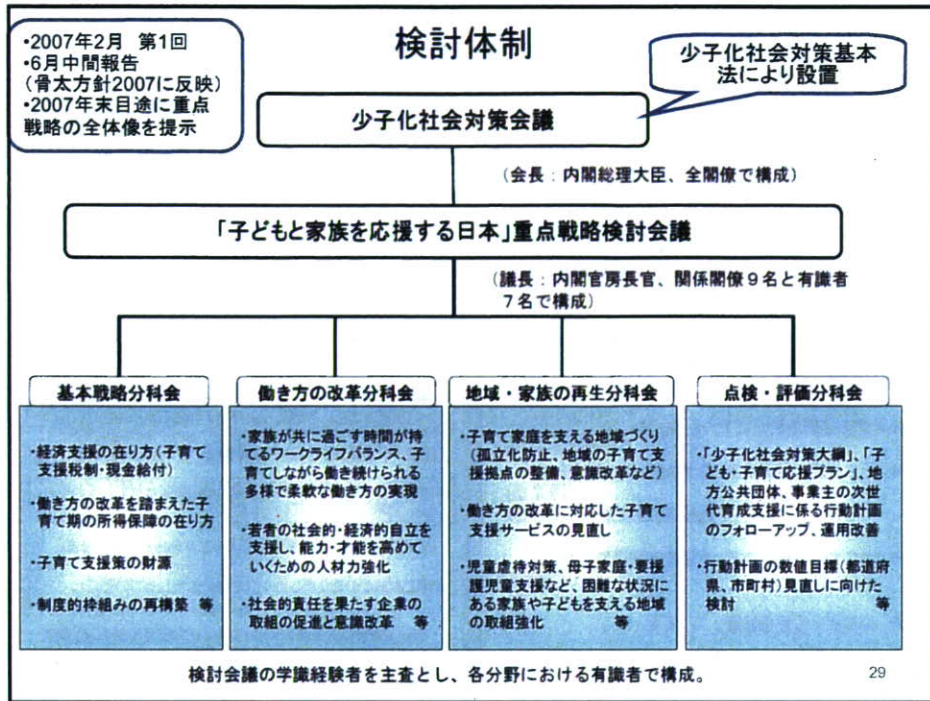 ・2007年2月 第1回
・6月中間報告
(骨太方針2007に反映)
・2007年末目途に重点
戦略の全体像を提示
検討体制
少子化社会対策基本
法により設置
少子化社会対策会議
(会長:内閣総理大臣、全閣僚で構成)
「子どもと家族を応援する日本」重点戦略検討会議
(議長:内閣官房長官、関係閣僚9名と有識者
7名で構成)
基本戦略分科会
・経済支援の在り方(子育て
支援税制・現金給付)
・働き方の改革を踏まえた子
育て期の所得保障の在り方
・子育て支援策の財源
・制度的枠組みの再構築 等
働き方の改革分科会
・家族が共に過ごす時間が持
てるワークライフバランス、子
育てしながら働き続けられる
多様で柔軟な働き方の実現
・若者の社会的・経済的自立を
支援し、能力・才能を高めて
いくための人材力強化
・社会的責任を果たす企業の
取組の促進と意識改革 等
地域・家族の再生分科会
・子育て家庭を支える地域づくり
(孤立化防止、地域の子育て支
援拠点の整備、意識改革など)
・働き方の改革に対応した子育て
支援サービスの見直し
・児童虐待対策、母子家庭・要援
護児童支援など、困難な状況に
ある家族や子どもを支える地域
の取組強化 等
点検・評価分科会
・「少子化社会対策大綱」、「子
ども・子育て応援プラン」、地
方公共団体、事業主の次世
代育成支援に係る行動計画
のフォローアップ、運用改善
・行動計画の数値目標(都道府
県、市町村)見直しに向けた
検討 等
検討会議の学識経験者を主査とし、各分野における有識者で構成。
29